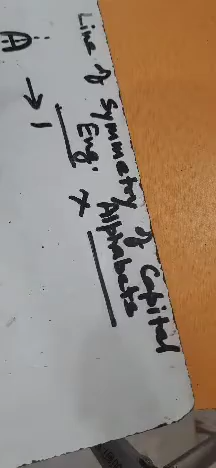 Line of Symmetry of Capital
Eng. Alphabets
A → 1